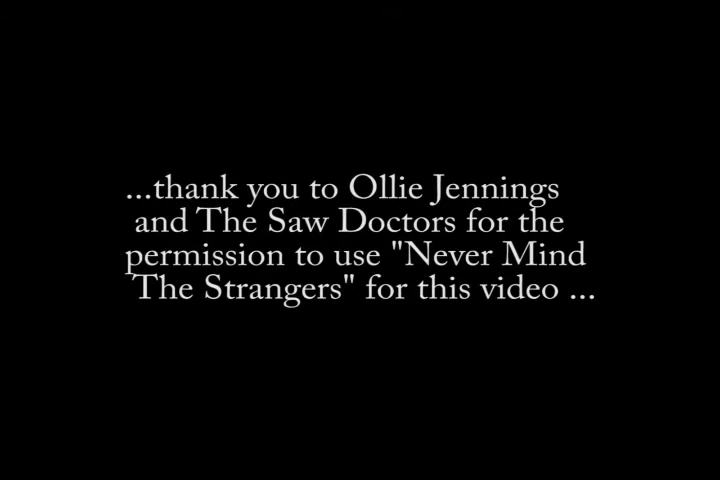 ...thank you to Ollie Jennings
and The Saw Doctors for the
permission to use "Never Mind
The Strangers" for this video ...